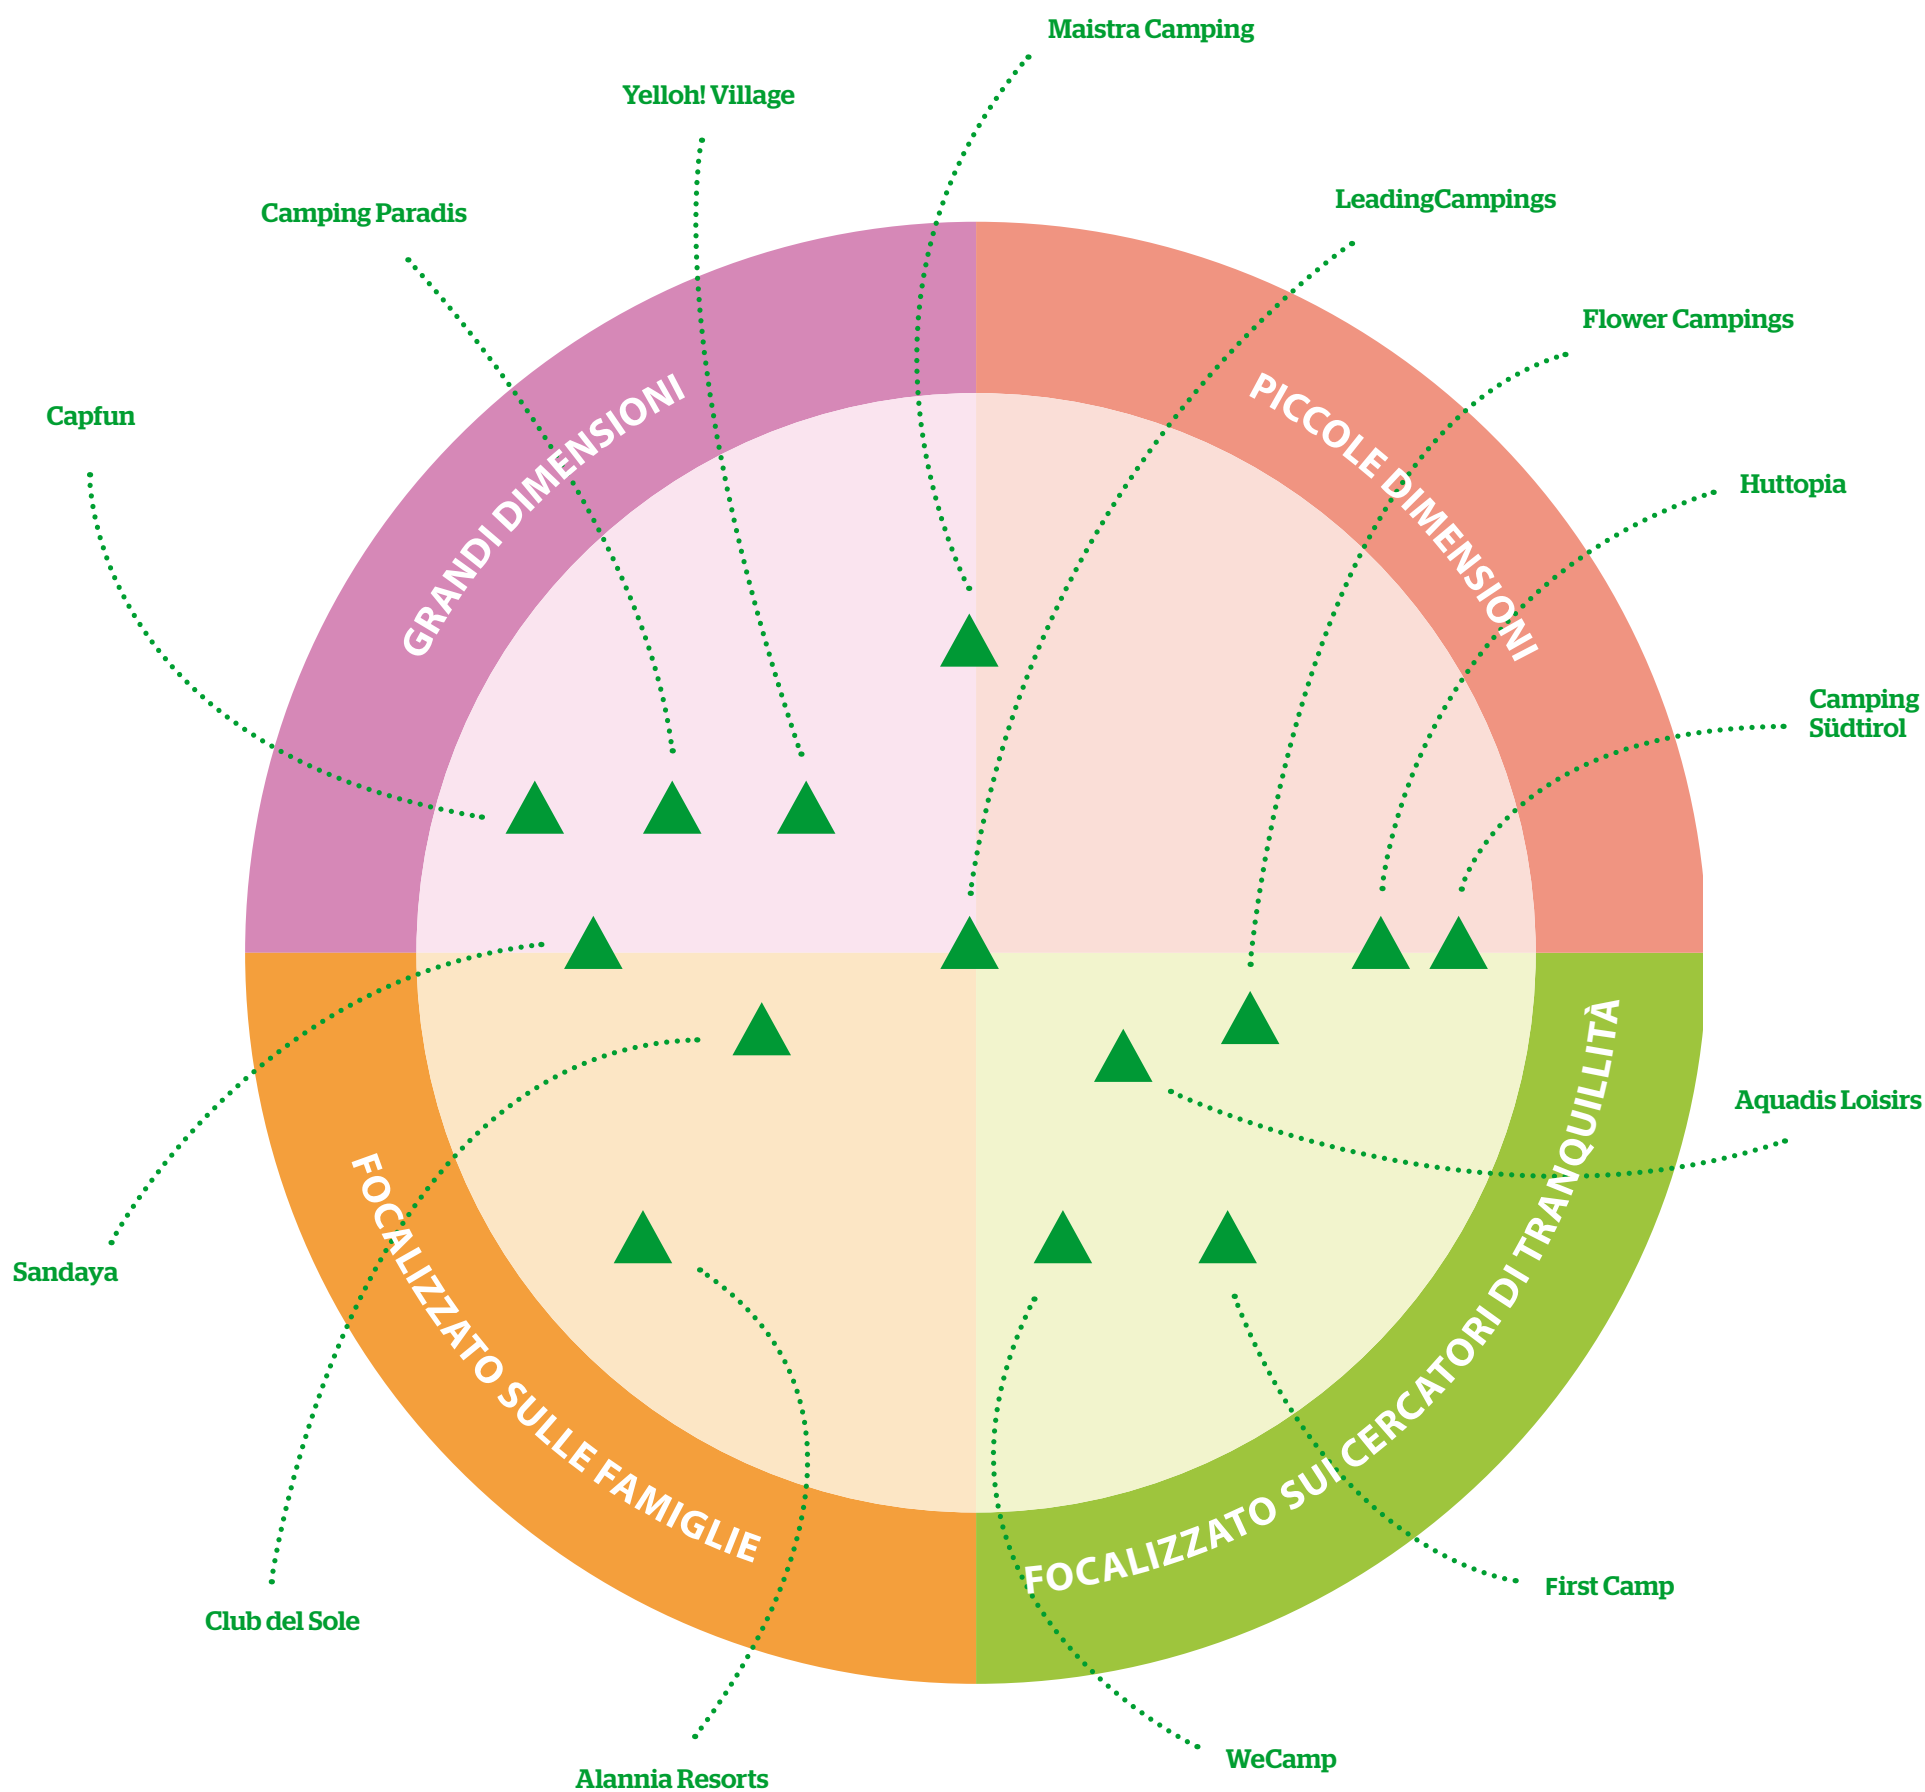 Maistra Camping
Yelloh! Village
LeadingCampings
Camping Paradis
Flower Campings
Capfun
Huttopia
Camping
Südtirol
GRANDI DIMENSIONI
PICCOLE DIMENSIONI
Aquadis Loisirs
Sandaya
FOCALIZZATO SULLE FAMIGLIE
FOCALIZZATO SUI CERCATORI DI TRANQUILLITÀ
First Camp
Club del Sole
WeCamp
Alannia Resorts